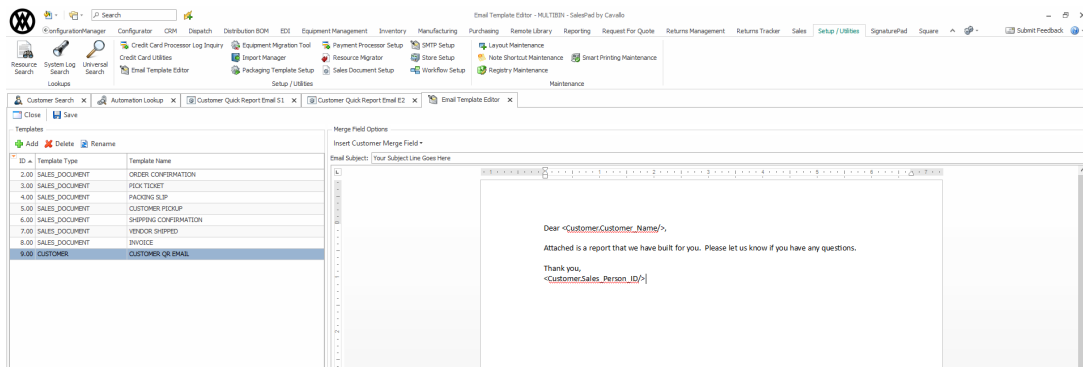 Search
Email Template Editor - MULTIBIN - SalesPad by Cavallo
ConfigurationManager Configurator CRM Dispatch Distribution BOM EDI Equipment Management Inventory Manufacturing Purchasing Remote Library Reporting Request For Quote Returns Management Returns Tracker Sales Setup / Utilities SignaturePad Square Submit Feedback
Resource Search
System Log Search
Universal Search
Lookups
Credit Card Processor Log Inquiry Equipment Migration Tool Payment Processor Setup SMTP Setup
Credit Card Utilities Import Manager Resource Migrator Store Setup
Email Template Editor Packaging Template Setup Sales Document Setup Workflow Setup
Setup / Utilities
Layout Maintenance
Note Shortcut Maintenance Smart Printing Maintenance
Registry Maintenance
Maintenance
Customer Search x Automation Lookup x Customer Quick Report Email S1 x Customer Quick Report Email E2 x Email Template Editor x
Close Save
Templates
Add Delete Rename
ID Template Type Template Name
2.00 SALES_DOCUMENT ORDER CONFIRMATION
3.00 SALES_DOCUMENT PICK TICKET
4.00 SALES_DOCUMENT PACKING SLIP
5.00 SALES_DOCUMENT CUSTOMER PICKUP
6.00 SALES_DOCUMENT SHIPPING CONFIRMATION
7.00 SALES_DOCUMENT VENDOR SHIPPED
8.00 SALES_DOCUMENT INVOICE
9.00 CUSTOMER CUSTOMER QR EMAIL
Merge Field Options
Insert Customer Merge Field
Email Subject: Your Subject Line Goes Here
1 1 2 3 4 5 6 7
Dear <Customer.Customer_Name/>,
Attached is a report that we have built for you. Please let us know if you have any questions.
Thank you,
<Customer.Sales_Person_ID/>